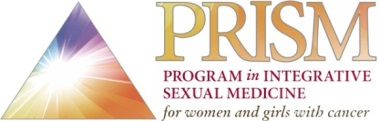 PRISM
PROGRAM in INTEGRATIVE
SEXUAL MEDICINE
for women and girls with cancer